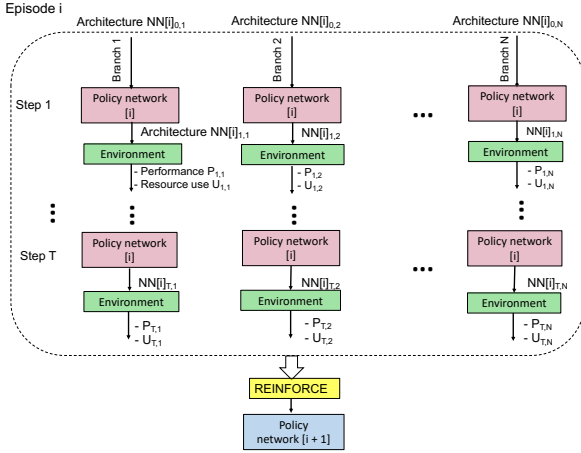 Episode i
Architecture NN[i]0,1 Architecture NN[i]0,2 Architecture NN[i]0,N
Branch 1 Branch 2 Branch N
Step 1
Policy network [i] Policy network [i] Policy network [i]
Architecture NN[i]1,1 NN[i]1,2 NN[i]1,N
Environment Environment Environment
- Performance P1,1 - P1,2 - P1,N
- Resource use U1,1 - U1,2 - U1,N
Step T
Policy network [i] Policy network [i] Policy network [i]
NN[i]T,1 NN[i]T,2 NN[i]T,N
Environment Environment Environment
- PT,1 - PT,2 - PT,N
- UT,1 - UT,2 - UT,N
REINFORCE
Policy
network [i + 1]